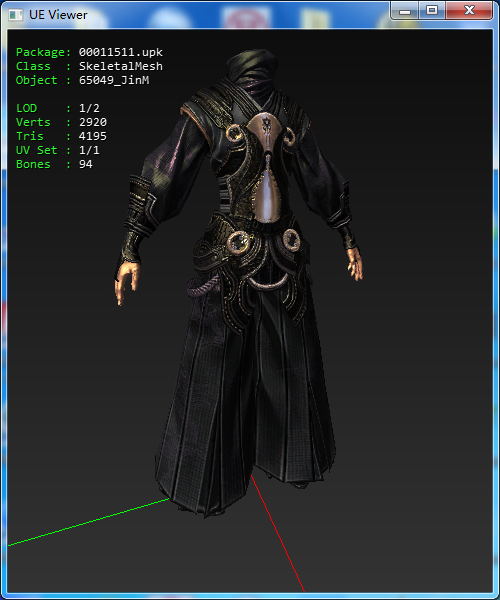 UE Viewer
Package: 00011511.upk
Class : SkeletalMesh
Object : 65049_JinM
LOD : 1/2
Verts : 2920
Tris : 4195
UV Set : 1/1
Bones : 94